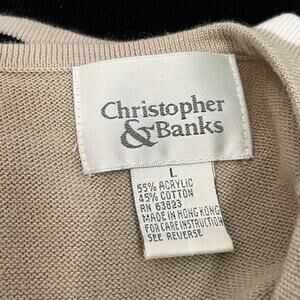 Christopher
& Banks
L
55% ACRYLIC
45% COTTON
RN 63823
MADE IN HONG KONG
FOR CARE INSTRUCTION
SEE REVERSE